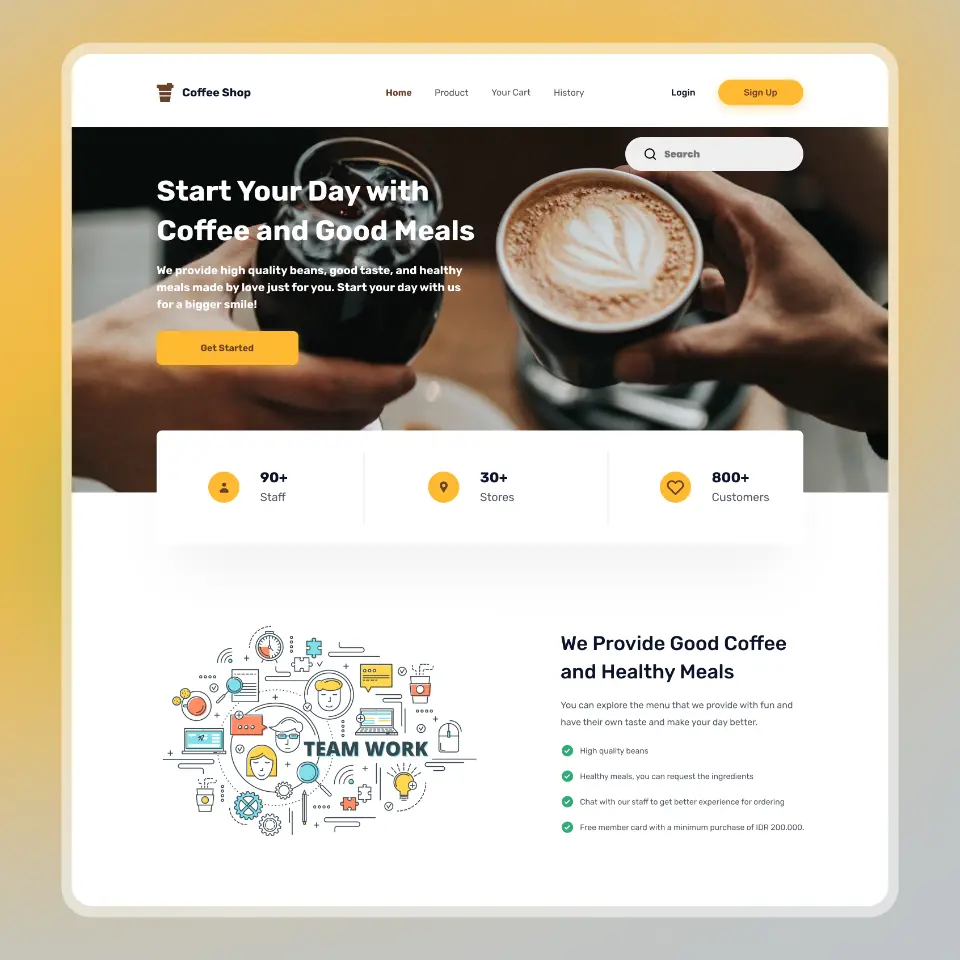 Coffee Shop
Home
Product
Your Cart
History
Login
Sign Up
Search
Start Your Day with
Coffee and Good Meals
We provide high quality beans, good taste, and healthy
meals made by love just for you. Start your day with us
for a bigger smile!
Get Started
90+
Staff
30+
Stores
800+
Customers
TEAM WORK
We Provide Good Coffee
and Healthy Meals
You can explore the menu that we provide with fun and
have their own taste and make your day better.
High quality beans
Healthy meals, you can request the ingredients
Chat with our staff to get better experience for ordering
Free member card with a minimum purchase of IDR 200.000.